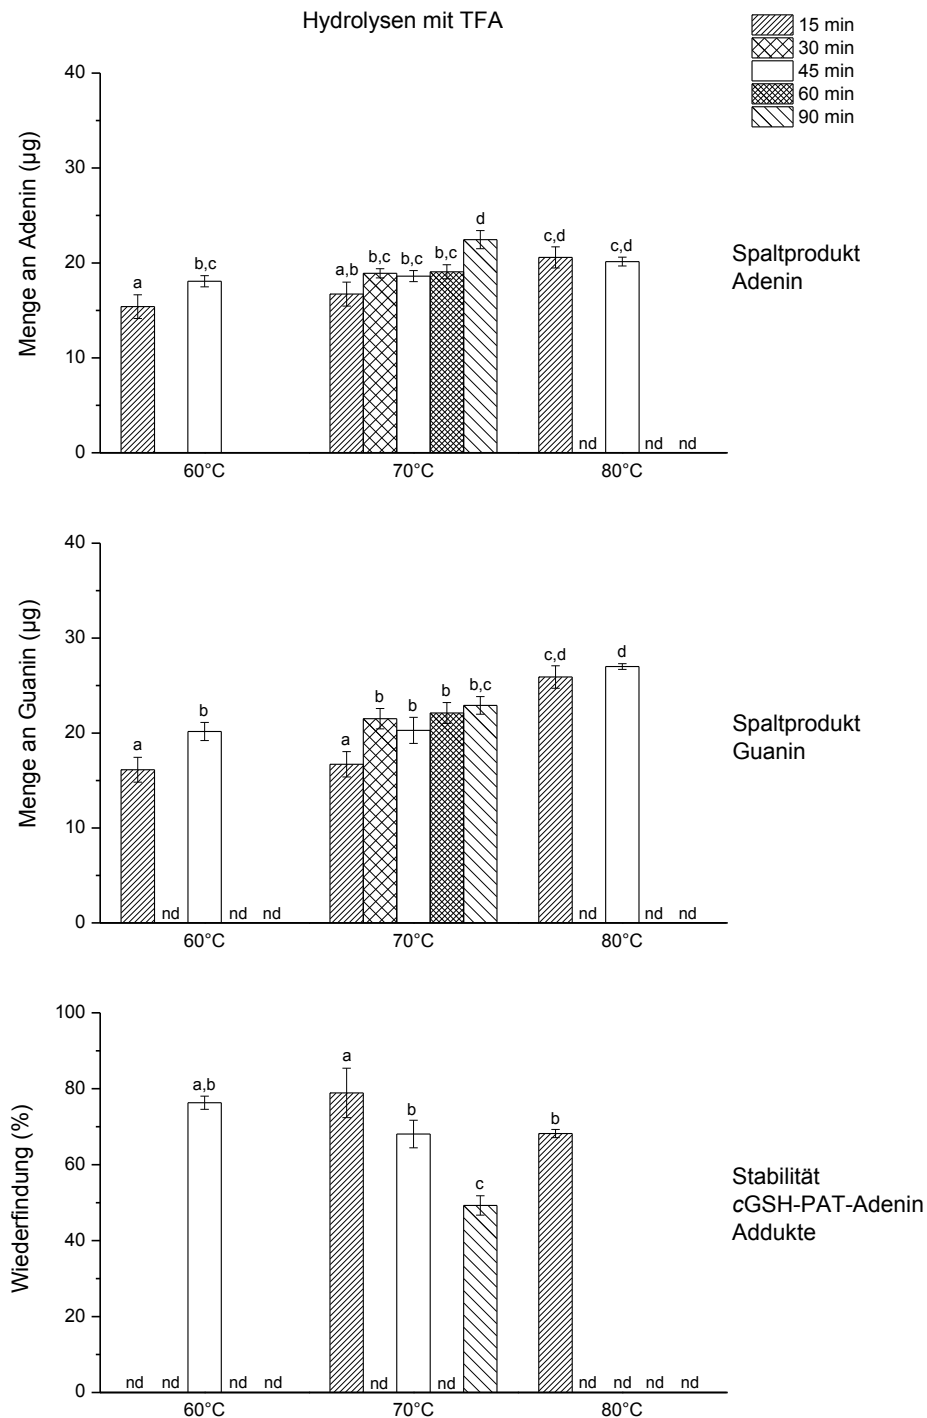 Hydrolysen mit TFA
15 min
30 min
45 min
60 min
90 min
Menge an Adenin (µg)
40
30
20
10
0
a
b,c
a,b
b,c
b,c
b,c
d
c,d
c,d
nd
nd
nd
60°C
70°C
80°C
Spaltprodukt
Adenin
Menge an Guanin (µg)
40
30
20
10
0
a
nd
b
nd
nd
a
b
b
b
b,c
c,d
nd
d
nd
nd
60°C
70°C
80°C
Spaltprodukt
Guanin
Wiederfindung (%)
100
80
60
40
20
0
nd
nd
a,b
nd
nd
a
nd
b
nd
c
b
nd
nd
nd
nd
60°C
70°C
80°C
Stabilität
cGSH-PAT-Adenin
Addukte